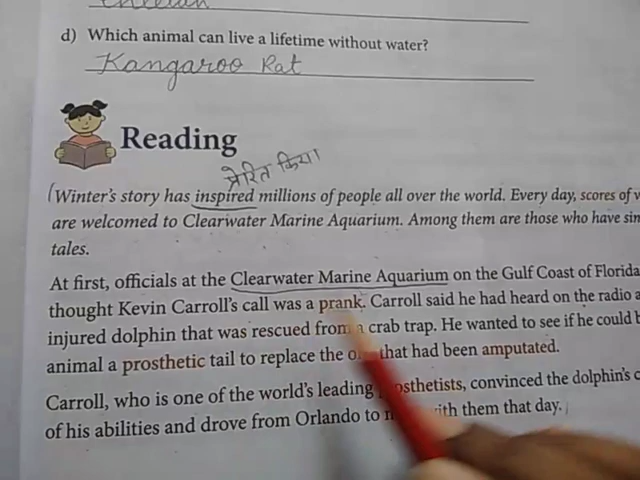 d) Which animal can live a lifetime without water?
Kangaroo Rat
Reading
प्रेरित किया
Winter's story has inspired millions of people all over the world. Every day, scores of
are welcomed to Clearwater Marine Aquarium. Among them are those who have
tales.
At first, officials at the Clearwater Marine Aquarium on the Gulf Coast of Florida
thought Kevin Carroll's call was a prank. Carroll said he had heard on the radio
injured dolphin that was rescued from a crab trap. He wanted to see if he could
animal a prosthetic tail to replace the that had been amputated.
Carroll, who is one of the world's leading prosthetists, convinced the dolphin's
of his abilities and drove from Orlando to with them that day.